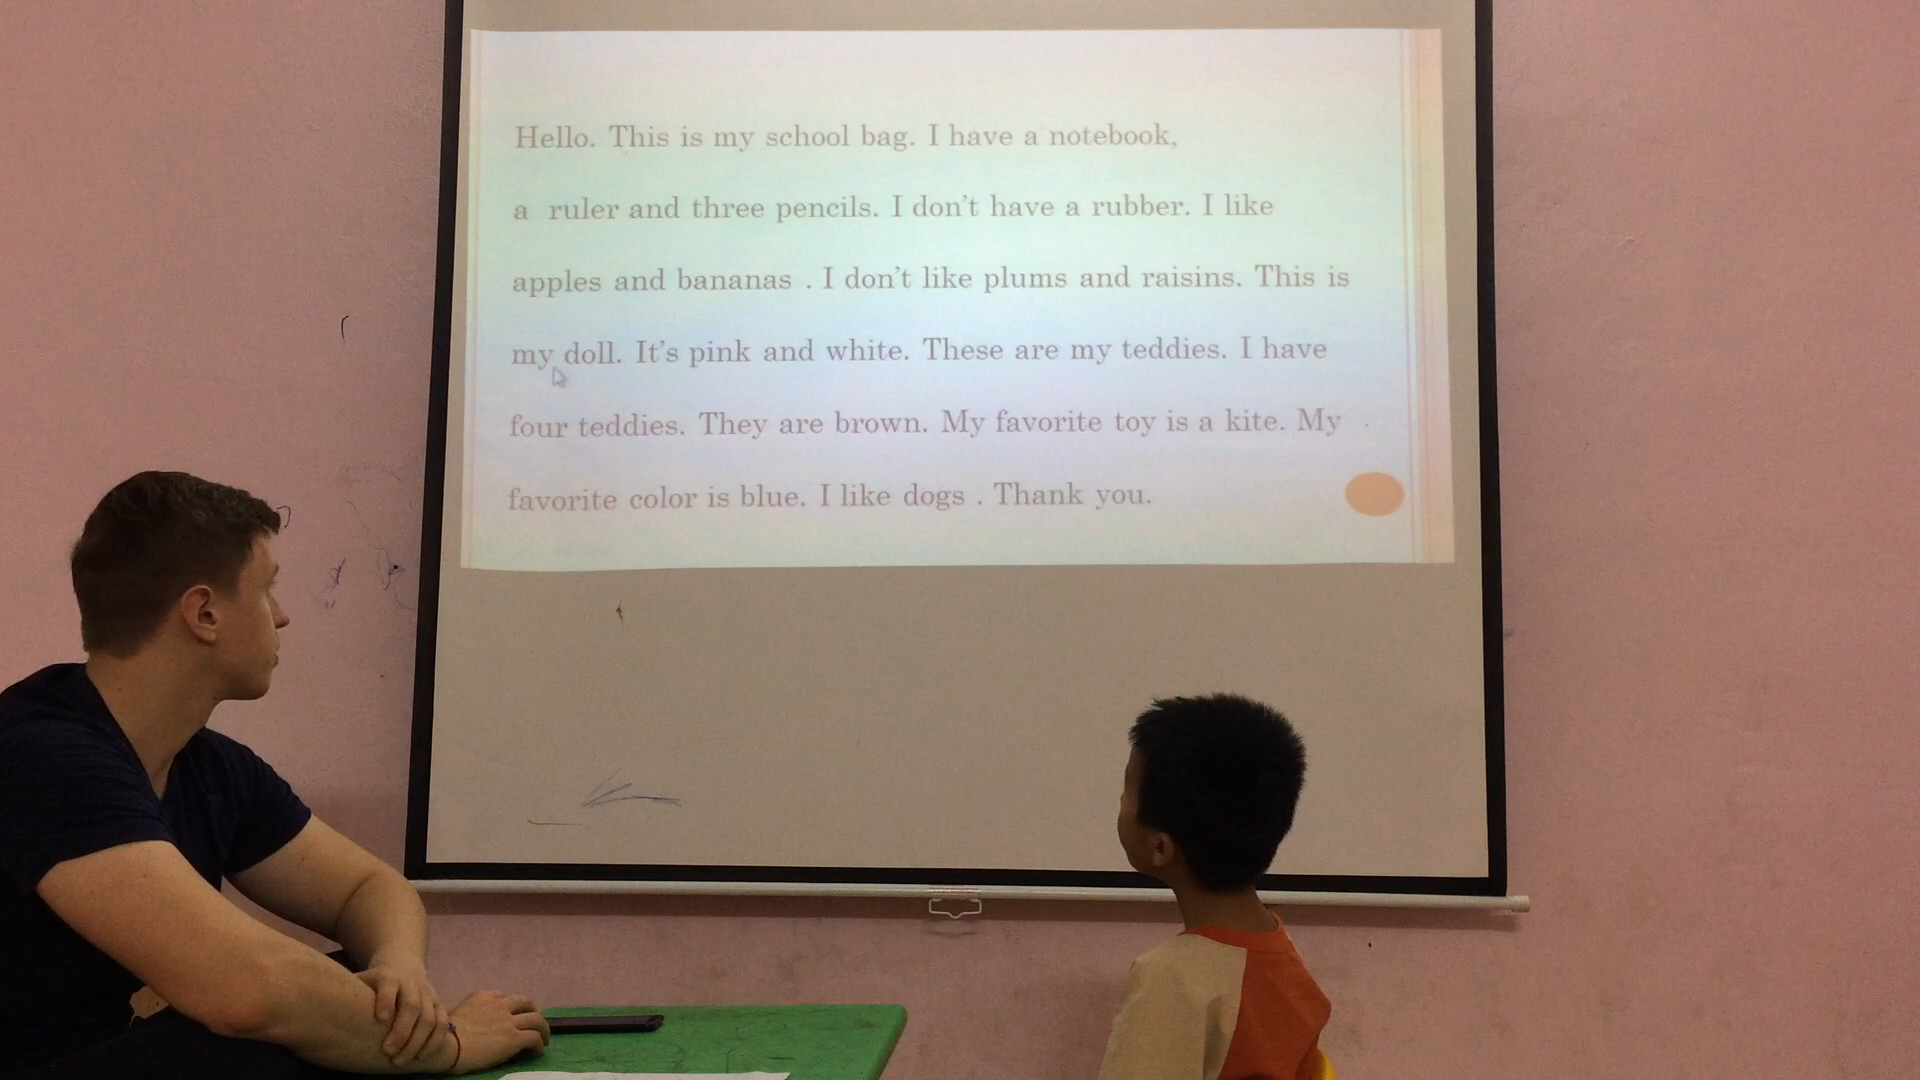 Hello. This is my school bag. I have a notebook,
a ruler and three pencils. I don't have a rubber. I like
apples and bananas . I don't like plums and raisins. This is
my doll. It's pink and white. These are my teddies. I have
four teddies. They are brown. My favorite toy is a kite. My
favorite color is blue. I like dogs . Thank you.